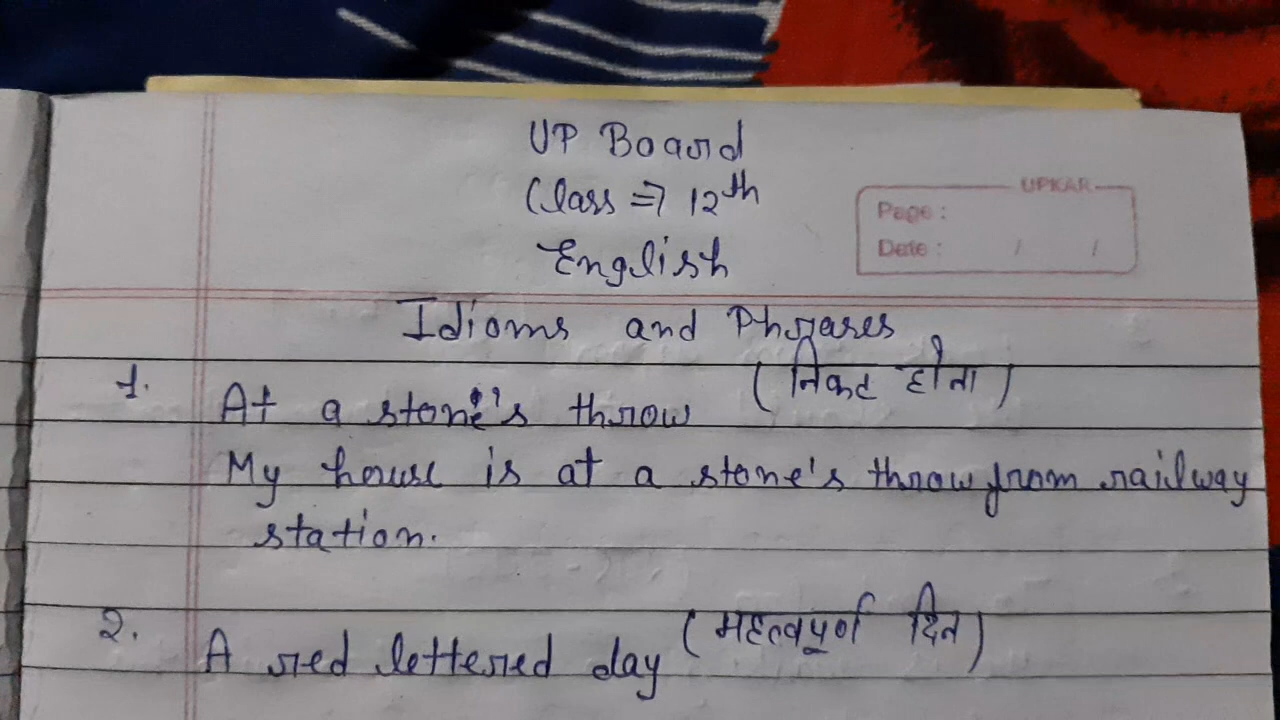 UP Board
Class ⇒ 12th
UPKAR
Page :
Date : / /
English
Idioms and Phrases
1. At a stone's throw (निकट होना)
My house is at a stone's throw from railway
station.
2. A red lettered day (महत्वपूर्ण दिन)